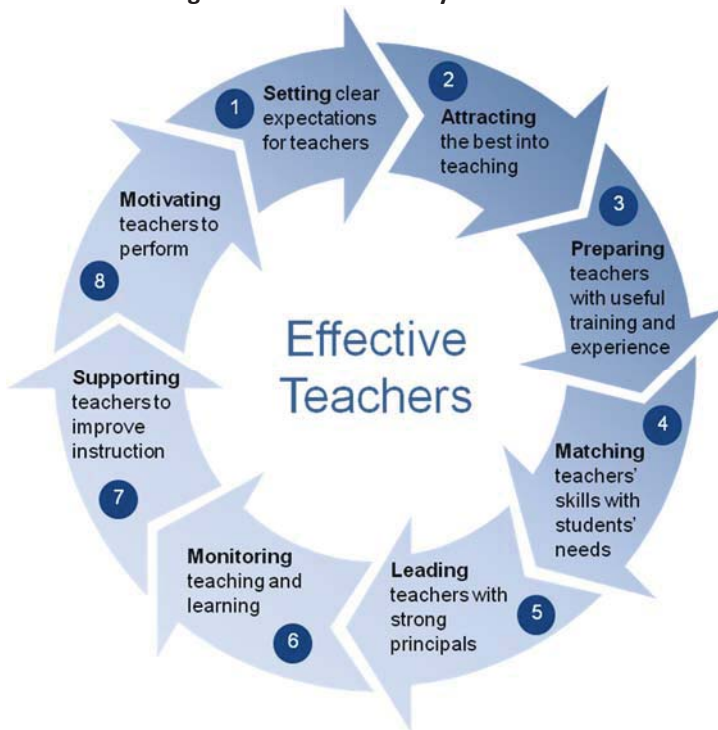 1
Setting clear
expectations
for teachers
2
Attracting
the best into
teaching
3
Preparing
teachers
with useful
training and
experience
4
Matching
teachers'
skills with
students'
needs
5
Leading
teachers with
strong
principals
6
Monitoring
teaching and
learning
7
Supporting
teachers to
improve
instruction
8
Motivating
teachers to
perform
Effective
Teachers